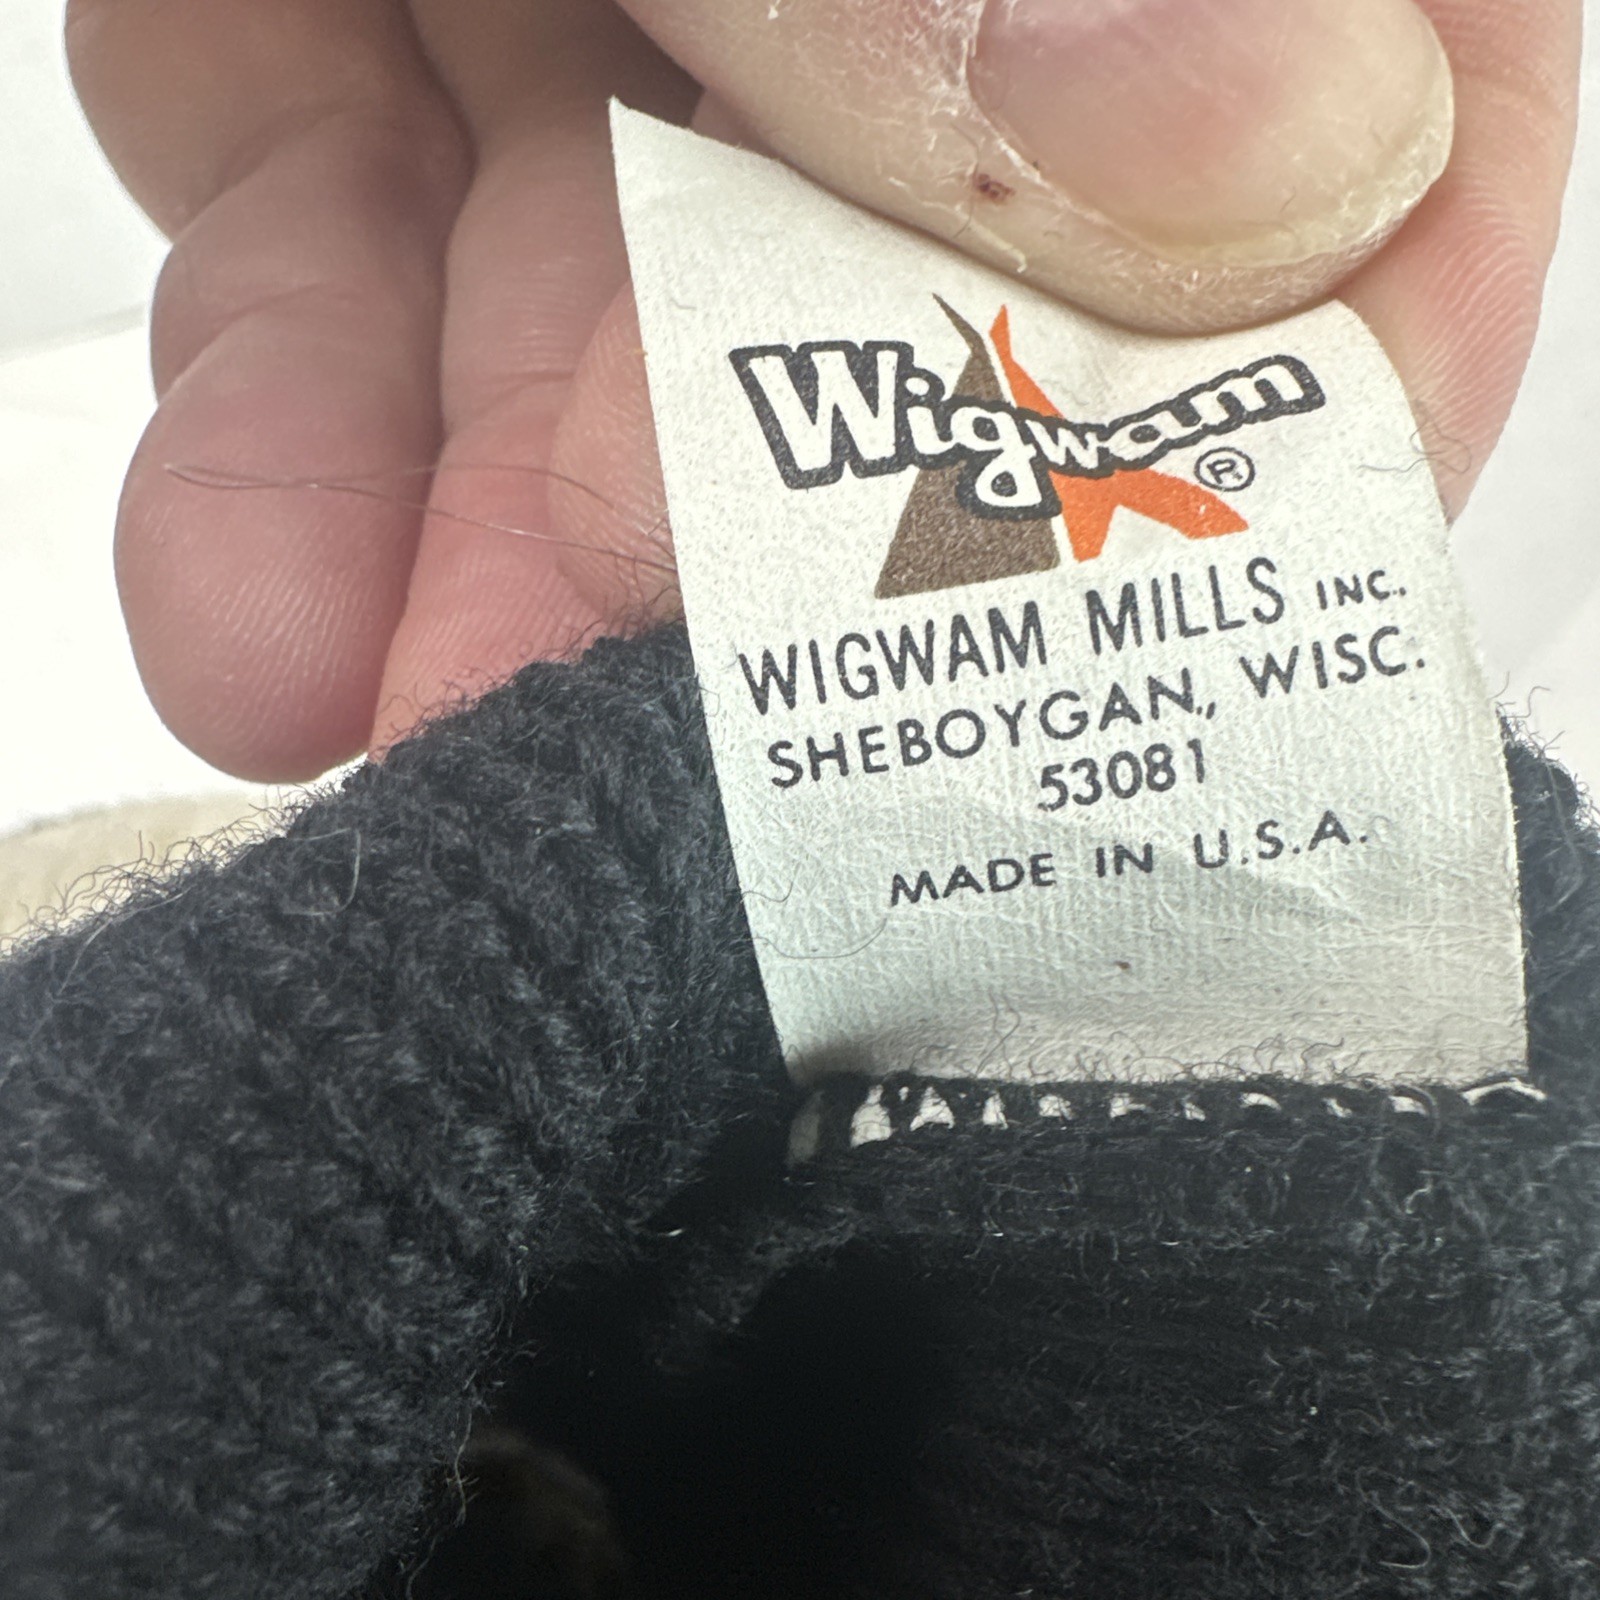 Wigwam ®
WIGWAM MILLS INC.
SHEBOYGAN, WISC.
53081
MADE IN U.S.A.